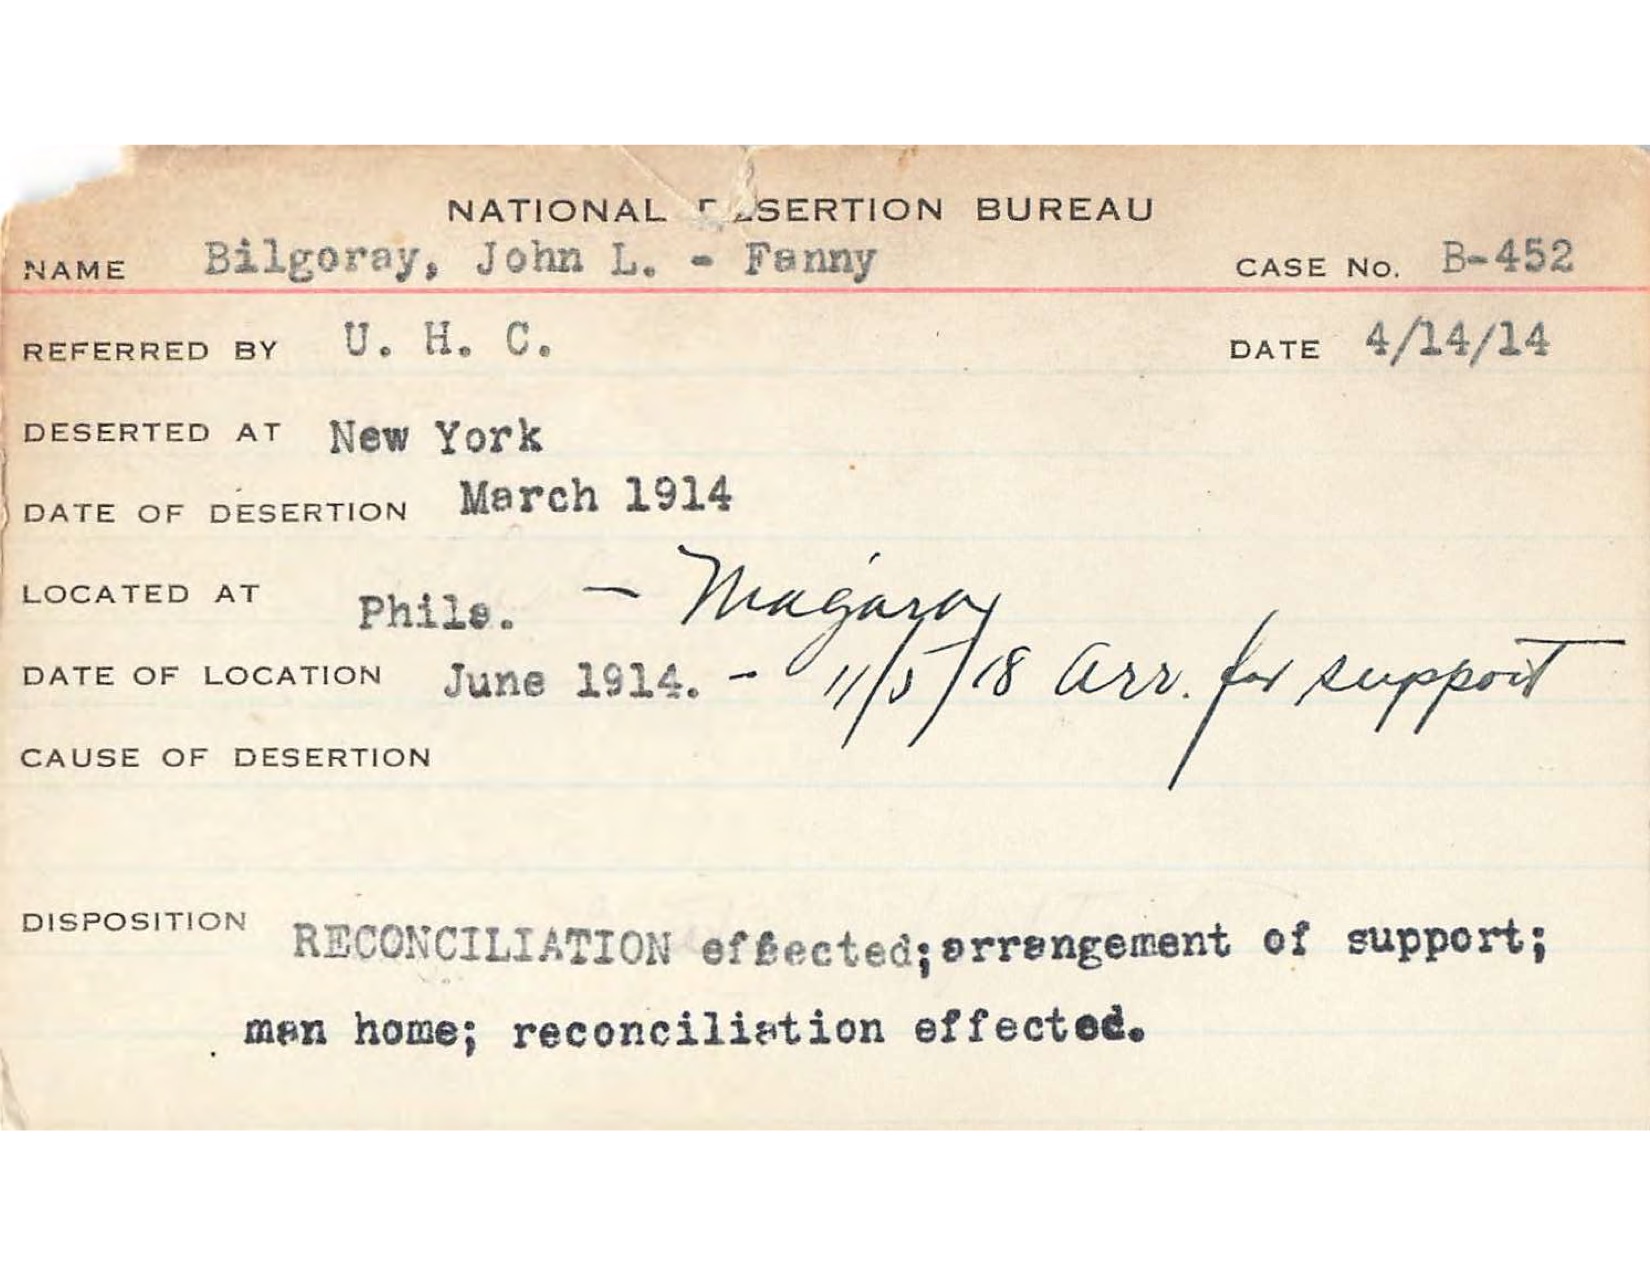 NATIONAL DESERTION BUREAU
NAME Bilgoray, John L. - Fanny CASE No. B-452
REFERRED BY U. H. C. DATE 4/14/14
DESERTED AT New York
DATE OF DESERTION March 1914
LOCATED AT Phila. -
DATE OF LOCATION June 1914. - 11/5/18 Arr. for support
CAUSE OF DESERTION
DISPOSITION RECONCILIATION effected; arrangement of support;
man home; reconciliation effected.